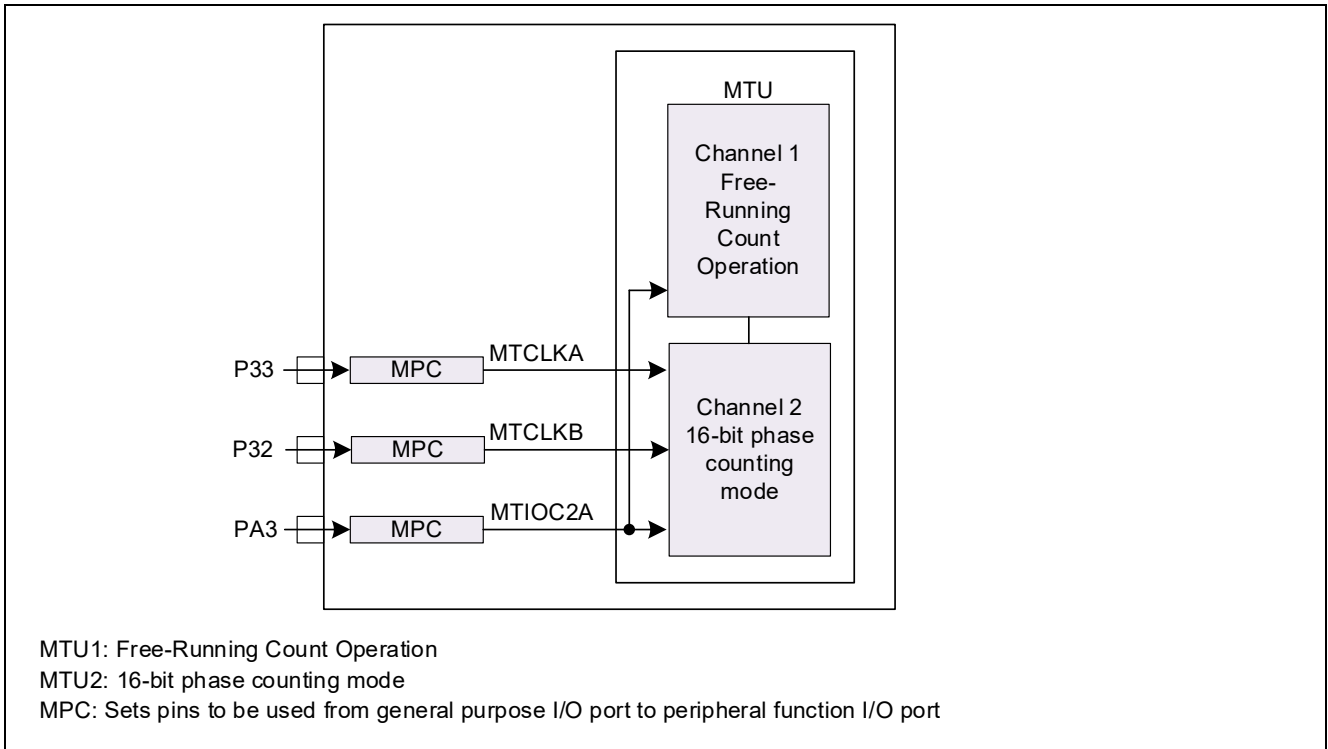 MTU
Channel 1
Free-
Running
Count
Operation
P33
MPC
MTCLKA
P32
MPC
MTCLKB
PA3
MPC
MTIOC2A
Channel 2
16-bit phase
counting
mode
MTU1: Free-Running Count Operation
MTU2: 16-bit phase counting mode
MPC: Sets pins to be used from general purpose I/O port to peripheral function I/O port